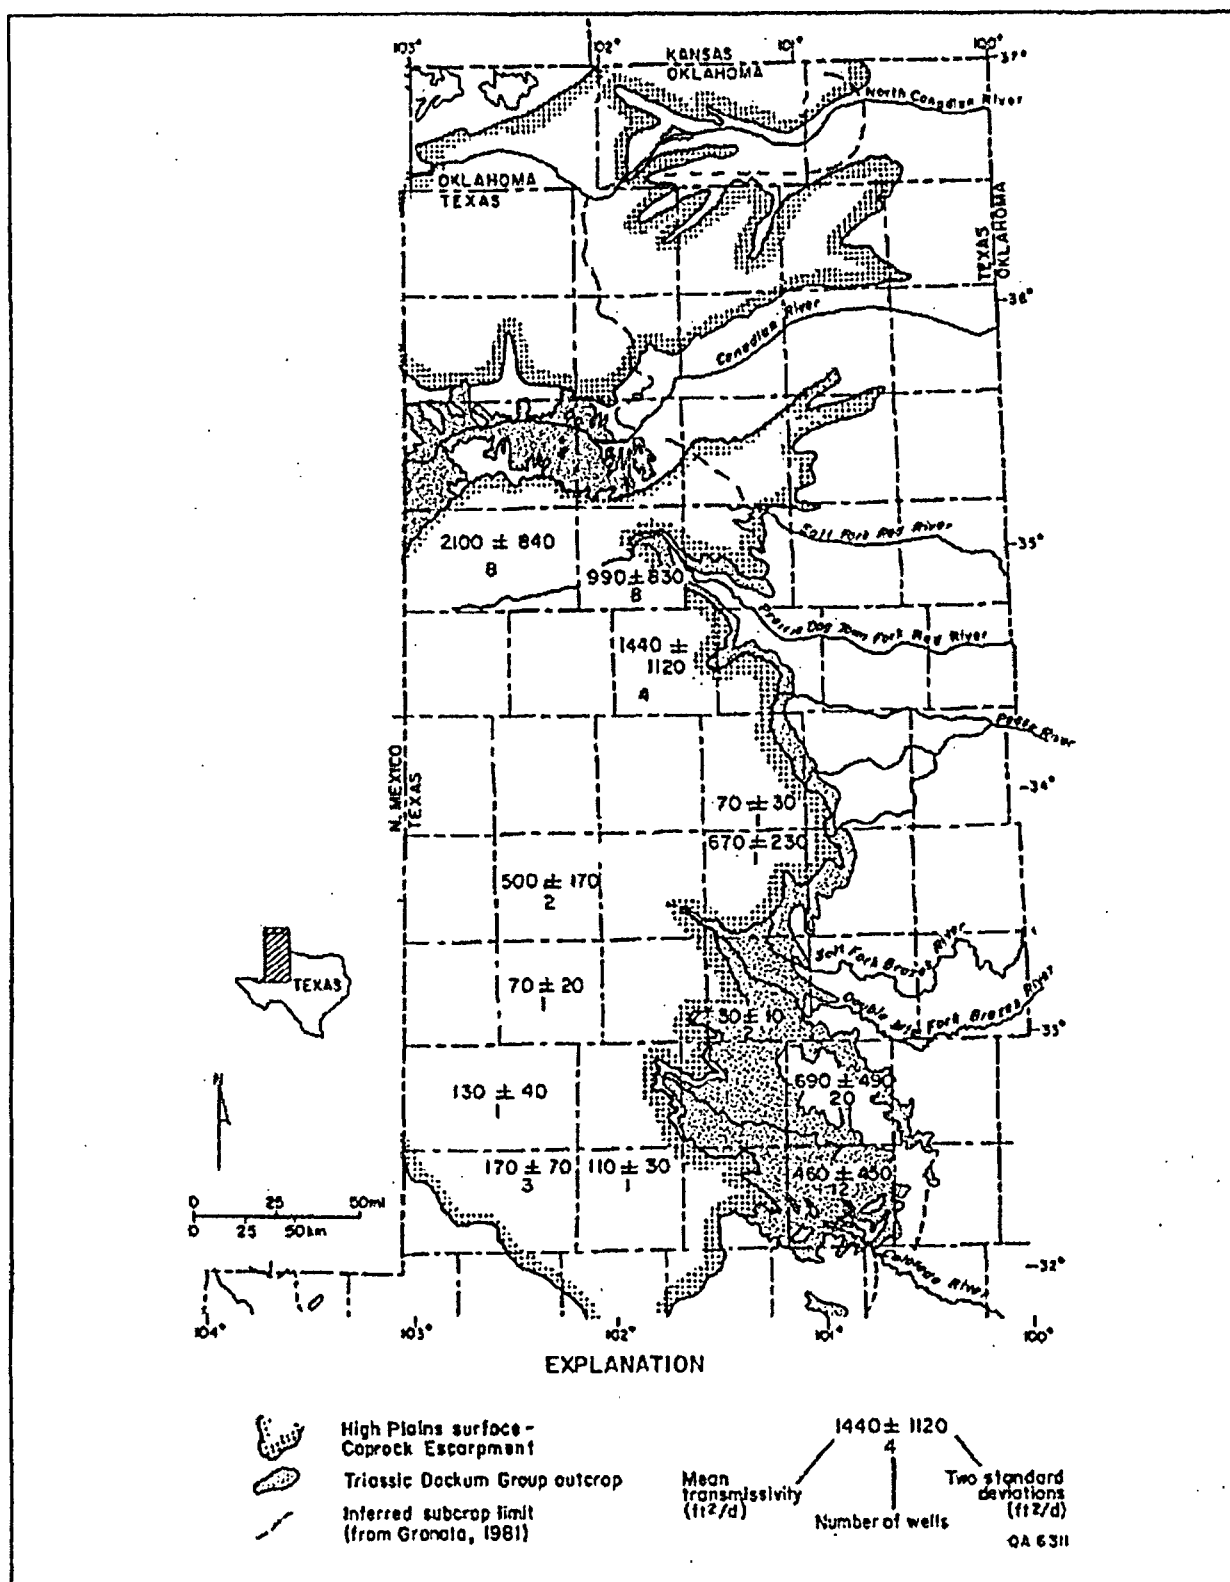 103° 102° 101° 100°
KANSAS
OKLAHOMA
37°
North Canadian River
OKLAHOMA
TEXAS
TEXAS
OKLAHOMA
36°
Canadian River
Salt Fork Red River
35°
2100 ± 840
8
990 ± 830
8
Prairie Dog Town Fork Red River
1440 ±
1120
4
Pease River
N. MEXICO
TEXAS
34°
70 ± 30
1
670 ± 230
1
500 ± 170
2
Salt Fork Brazos River
TEXAS
70 ± 20
1
Double Mtn Fork Brazos River
30 ± 10
2
33°
N
130 ± 40
1
690 ± 490
20
170 ± 70
3
110 ± 30
1
460 ± 450
12
0 25 50mi
0 25 50km
Colorado River
32°
104° 103° 102° 101° 100°
EXPLANATION
High Plains surface -
Caprock Escarpment
Triassic Dockum Group outcrop
Inferred subcrop limit
(from Granata, 1981)
1440 ± 1120
4
Mean
transmissivity
(ft2/d)
Number of wells
Two standard
deviations
(ft2/d)
QA 6311